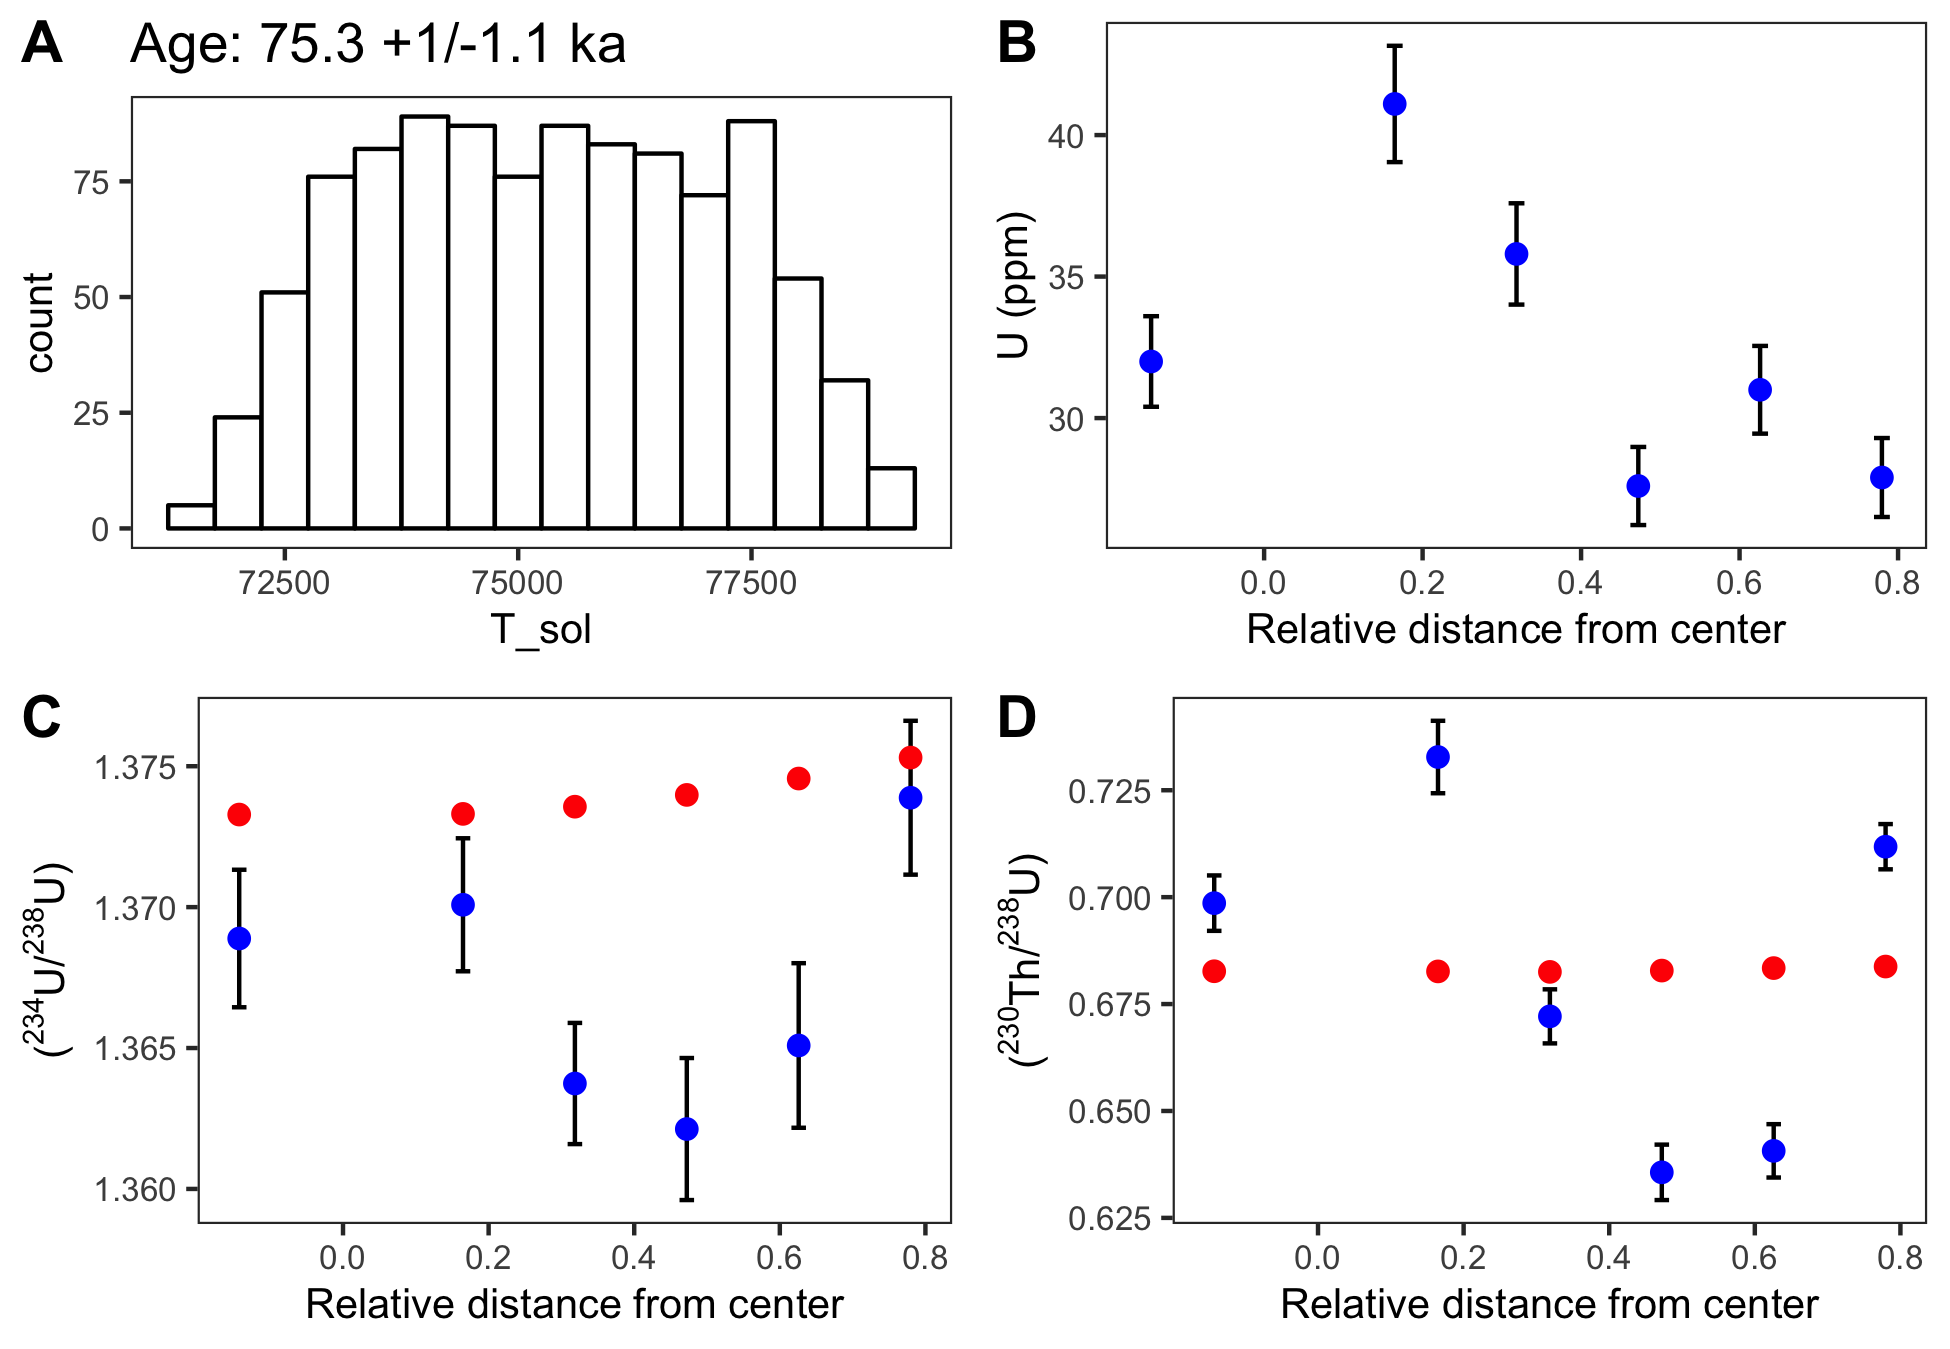 A
Age: 75.3 +1/-1.1 ka
count
75
50
25
0
72500 75000 77500
T_sol
B
U (ppm)
40
35
30
0.0 0.2 0.4 0.6 0.8
Relative distance from center
C
(²³⁴U/²³⁸U)
1.375
1.370
1.365
1.360
0.0 0.2 0.4 0.6 0.8
Relative distance from center
D
(²³⁰Th/²³⁸U)
0.725
0.700
0.675
0.650
0.625
0.0 0.2 0.4 0.6 0.8
Relative distance from center